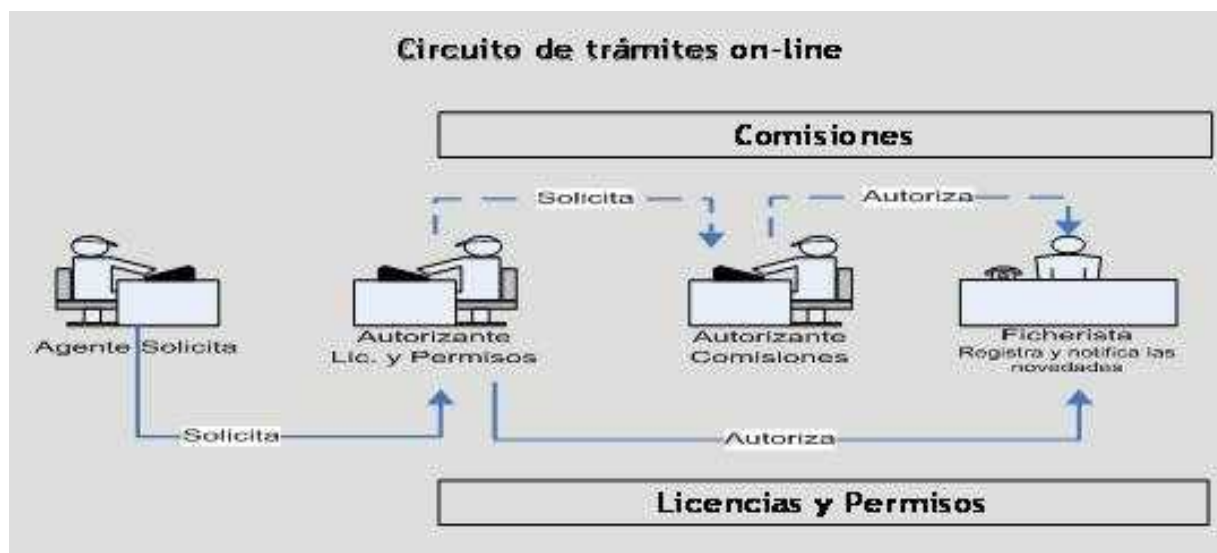 Circuito de trámites on-line
Comisiones
Solicita
Autoriza
Agente Solicita
Autorizante
Lic. y Permisos
Autorizante
Comisiones
Ficherista
Registra y notifica las
novedades
Solicita
Autoriza
Licencias y Permisos